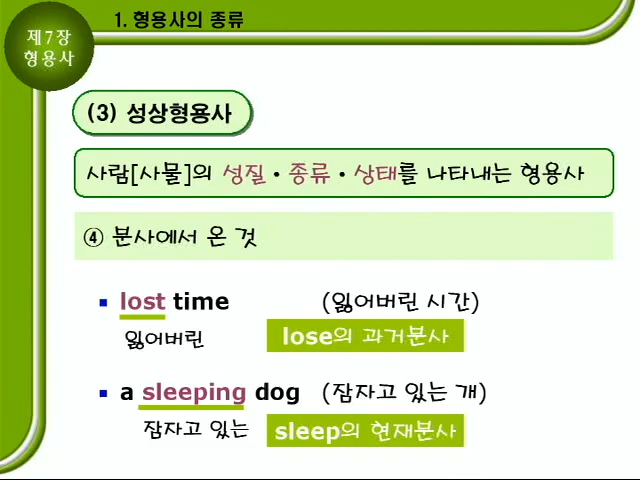 제7장
형용사
1. 형용사의 종류
(3) 성상형용사
사람[사물]의 성질·종류·상태를 나타내는 형용사
④ 분사에서 온 것
▪ lost time (잃어버린 시간)
잃어버린 lose의 과거분사
▪ a sleeping dog (잠자고 있는 개)
잠자고 있는 sleep의 현재분사